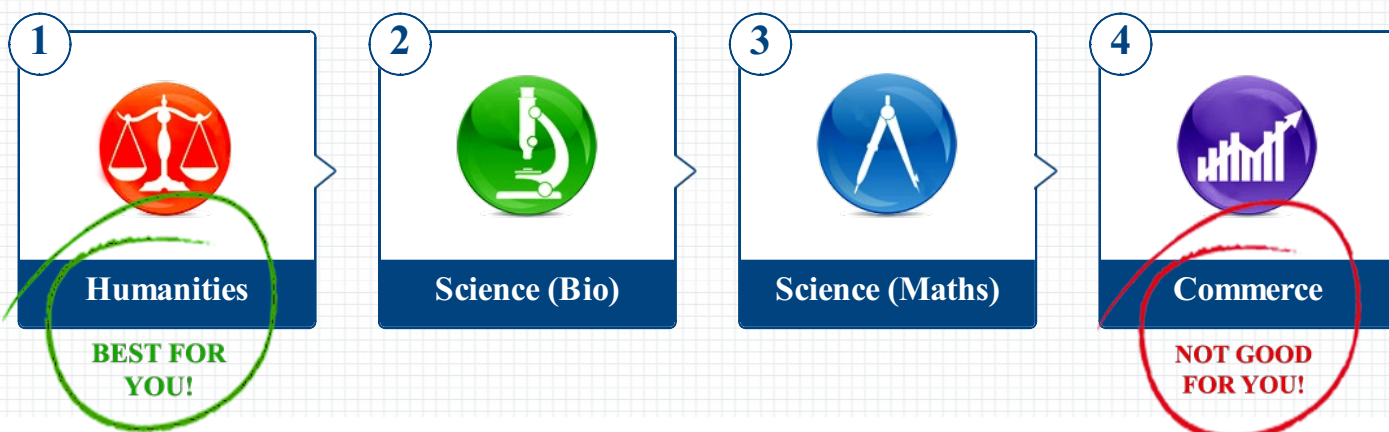 1
2
3
4
Humanities
Science (Bio)
Science (Maths)
Commerce
BEST FOR
YOU!
NOT GOOD
FOR YOU!